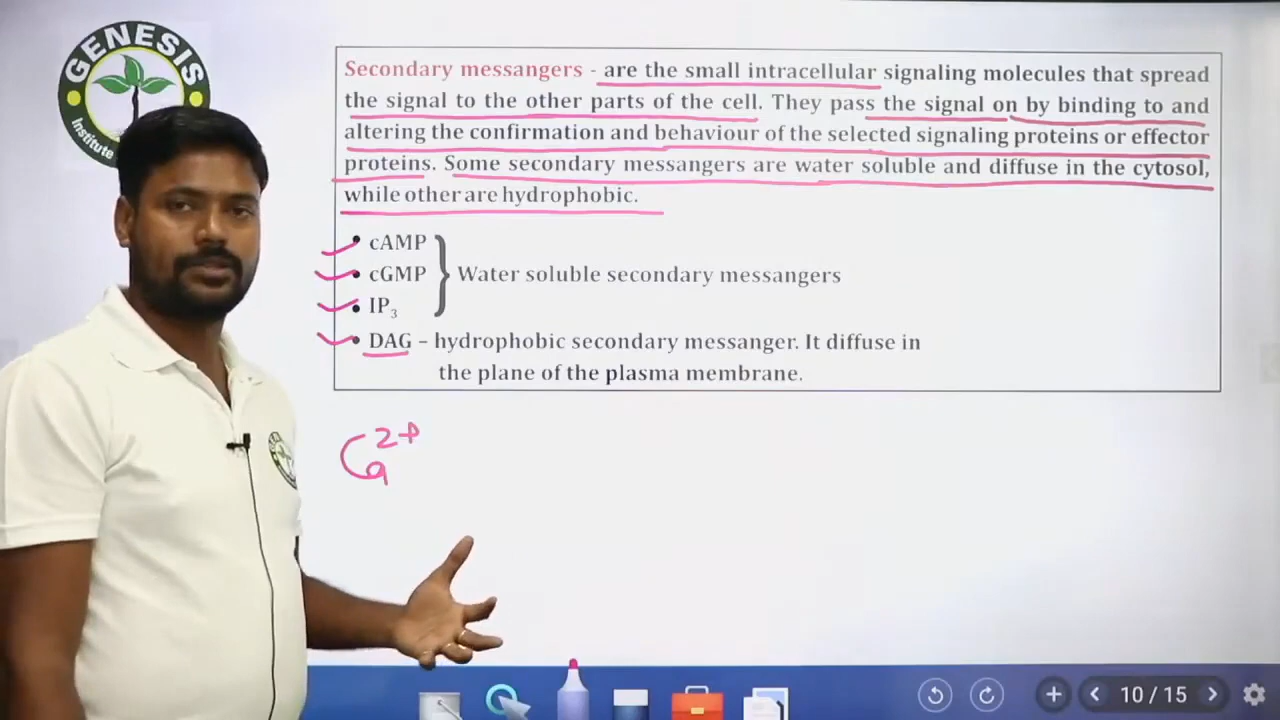 GENESIS
Institute
Secondary messangers - are the small intracellular signaling molecules that spread
the signal to the other parts of the cell. They pass the signal on by binding to and
altering the confirmation and behaviour of the selected signaling proteins or effector
proteins. Some secondary messangers are water soluble and diffuse in the cytosol,
while other are hydrophobic.
• cAMP
• cGMP } Water soluble secondary messangers
• IP₃
• DAG – hydrophobic secondary messanger. It diffuse in
the plane of the plasma membrane.
Ca²⁺
10 / 15